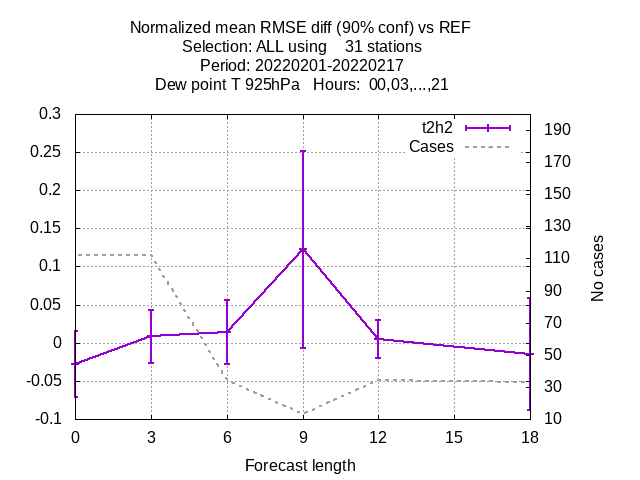 Normalized mean RMSE diff (90% conf) vs REF
Selection: ALL using    31 stations
Period: 20220201-20220217
Dew point T 925hPa   Hours:  00,03,...,21
t2h2
Cases
0.3
0.25
0.2
0.15
0.1
0.05
0
-0.05
-0.1
190
170
150
130
110
90
70
50
30
10
No cases
0 3 6 9 12 15 18
Forecast length